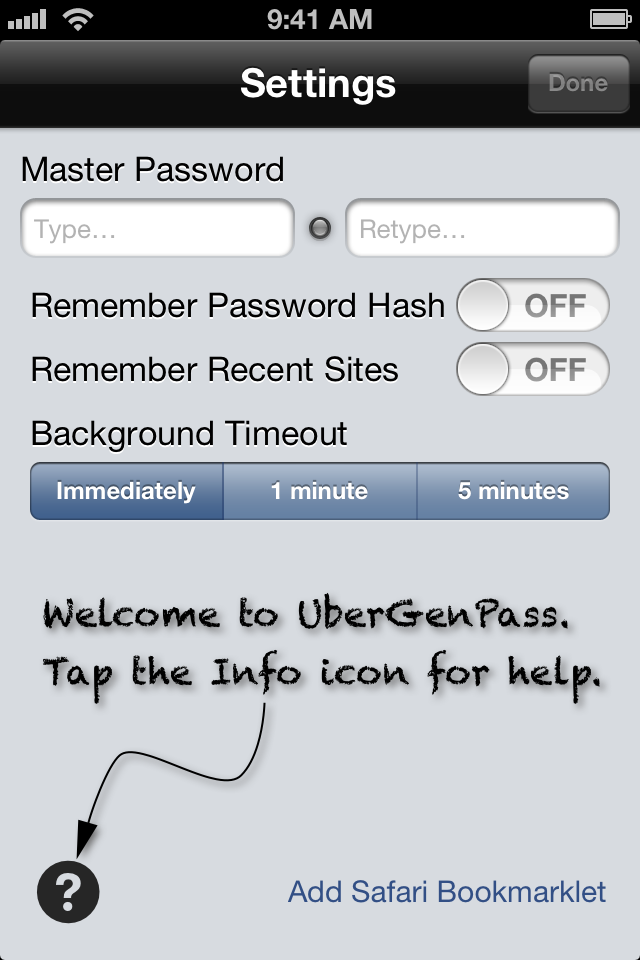 9:41 AM
Settings
Done
Master Password
Type…
Retype…
Remember Password Hash
OFF
Remember Recent Sites
OFF
Background Timeout
Immediately 1 minute 5 minutes
Welcome to UberGenPass.
Tap the Info icon for help.
?
Add Safari Bookmarklet